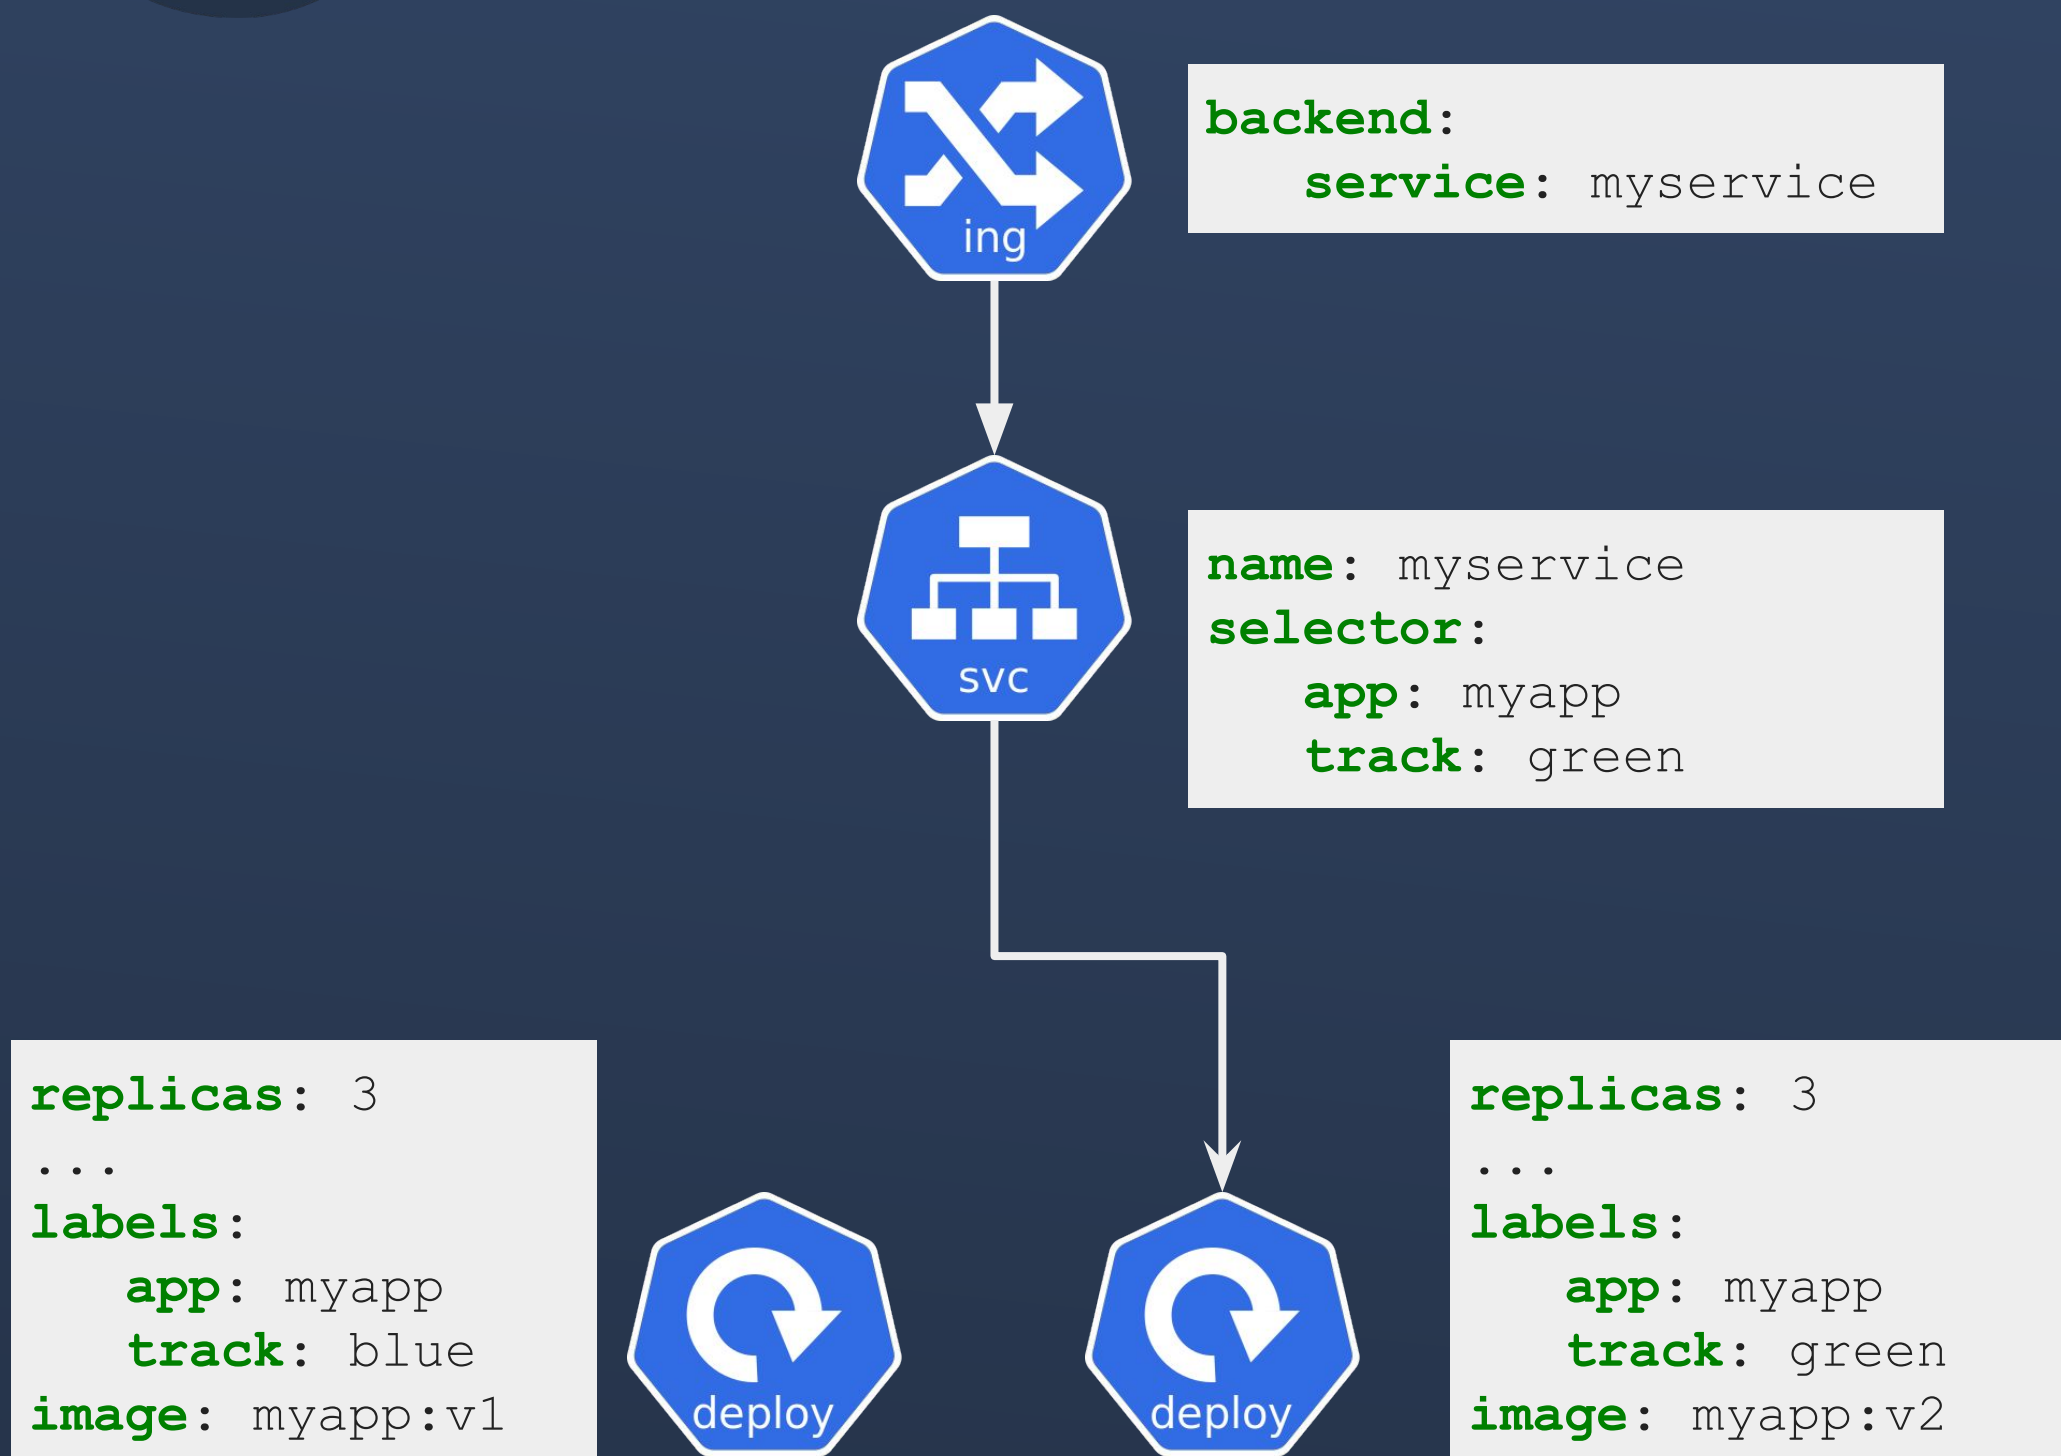 ing
backend:
service: myservice
svc
name: myservice
selector:
app: myapp
track: green
replicas: 3
...
labels:
app: myapp
track: blue
image: myapp:v1
deploy
deploy
replicas: 3
...
labels:
app: myapp
track: green
image: myapp:v2